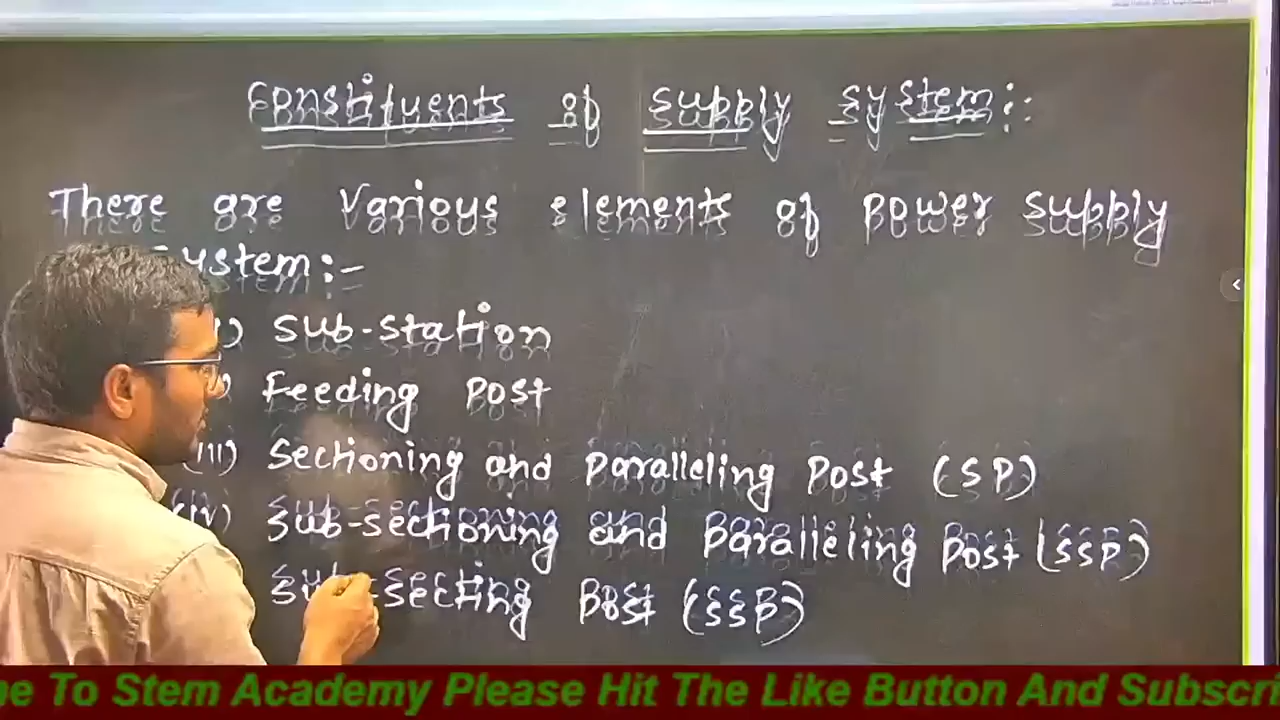 Constituents of supply system:-
There are Various elements of power supply
system:-
(i) Sub-station
Feeding Post
(iii) Sectioning and Paralleling Post (SP)
(iv) Sub-sectioning and Paralleling Post (SSP)
Sub-secting Post (SSP)
To Stem Academy Please Hit The Like Button And